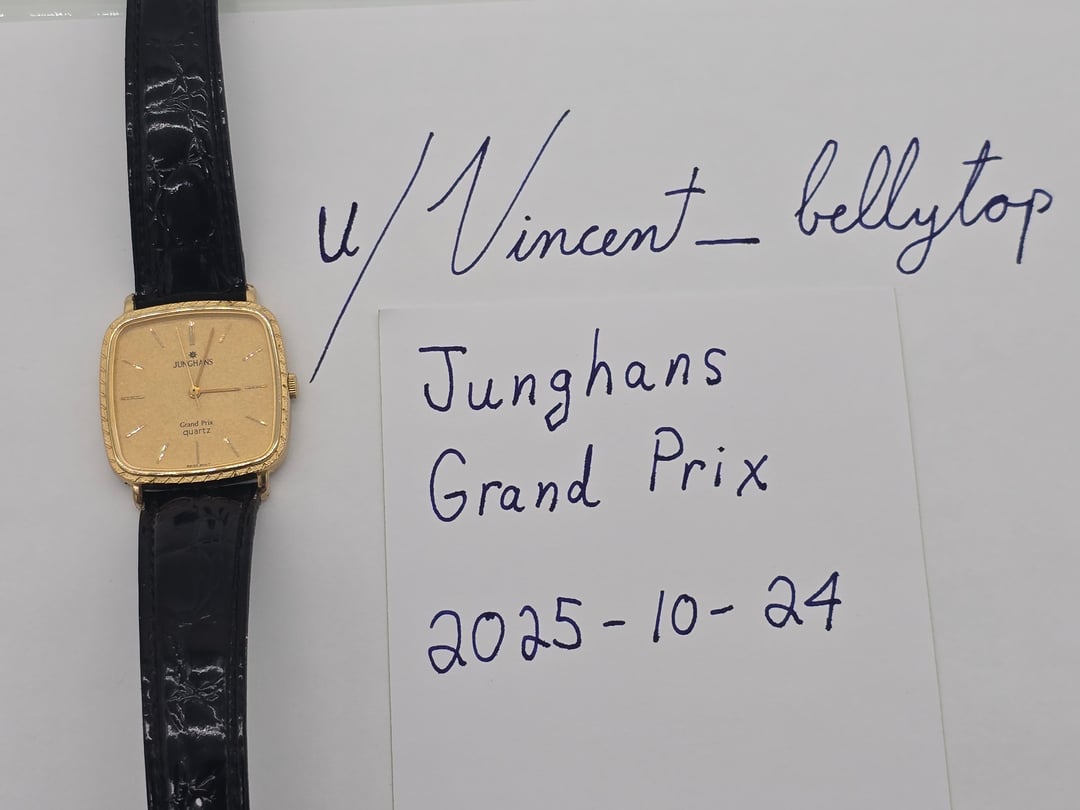 JUNGHANS
Grand Prix
quartz
u/Vincent_bellytop
Junghans
Grand Prix
2025-10-24